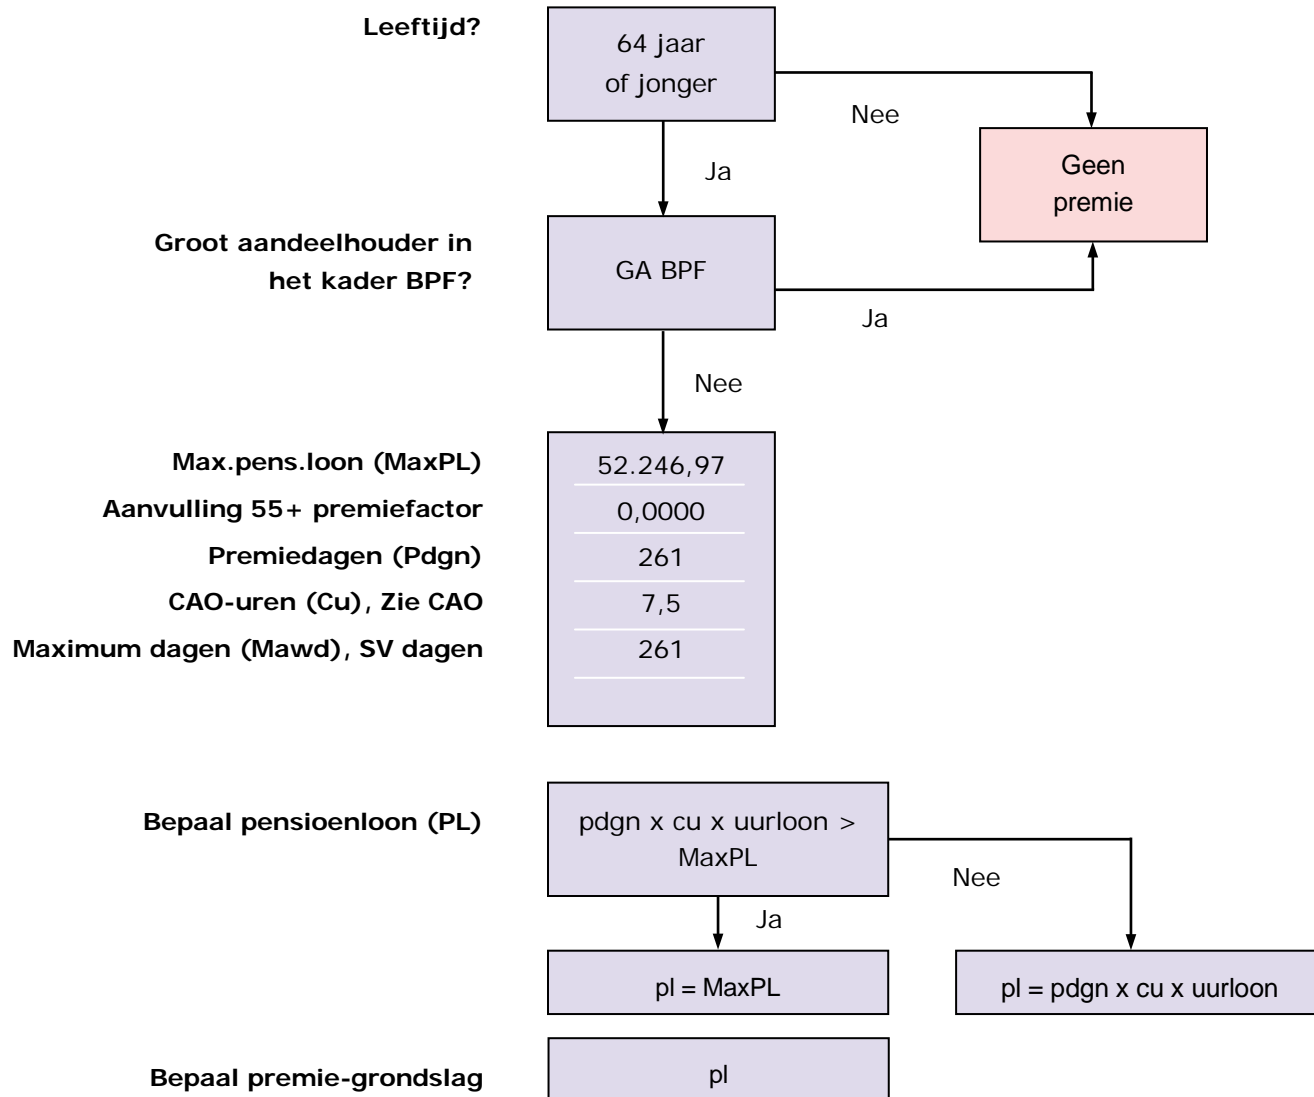 Leeftijd?
64 jaar
of jonger
Nee
Geen
premie
Ja
Groot aandeelhouder in
het kader BPF?
GA BPF
Ja
Nee
Max.pens.loon (MaxPL)
52.246,97
Aanvulling 55+ premiefactor
0,0000
Premiedagen (Pdgn)
261
CAO-uren (Cu), Zie CAO
7,5
Maximum dagen (Mawd), SV dagen
261
Bepaal pensioenloon (PL)
pdgn x cu x uurloon >
MaxPL
Nee
Ja
pl = MaxPL
pl = pdgn x cu x uurloon
Bepaal premie-grondslag
pl